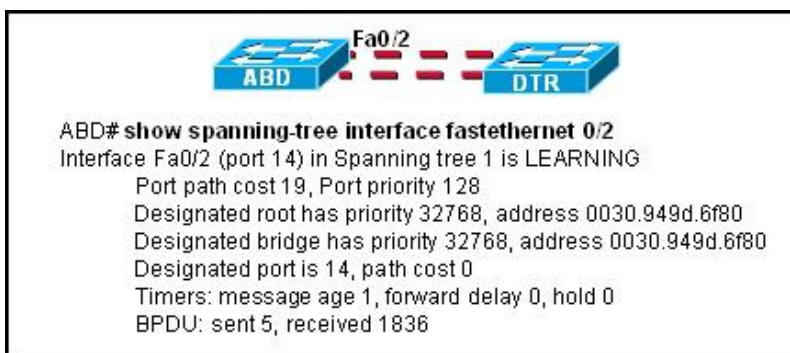 Fa0/2
ABD
DTR
ABD# show spanning-tree interface fastethernet 0/2
Interface Fa0/2 (port 14) in Spanning tree 1 is LEARNING
Port path cost 19, Port priority 128
Designated root has priority 32768, address 0030.949d.6f80
Designated bridge has priority 32768, address 0030.949d.6f80
Designated port is 14, path cost 0
Timers: message age 1, forward delay 0, hold 0
BPDU: sent 5, received 1836